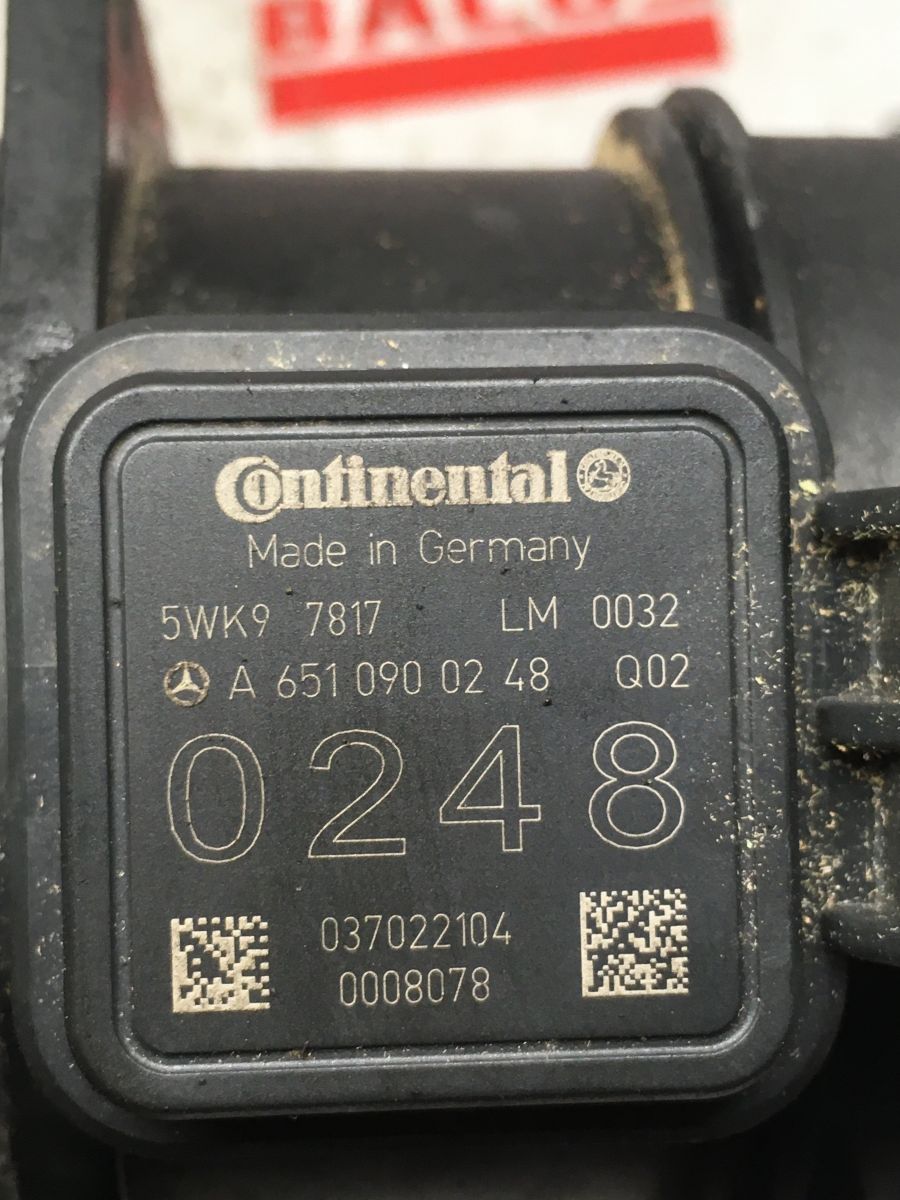 Continental
Made in Germany
5WK9 7817 LM 0032
A 651 090 02 48 Q02
0248
037022104
0008078